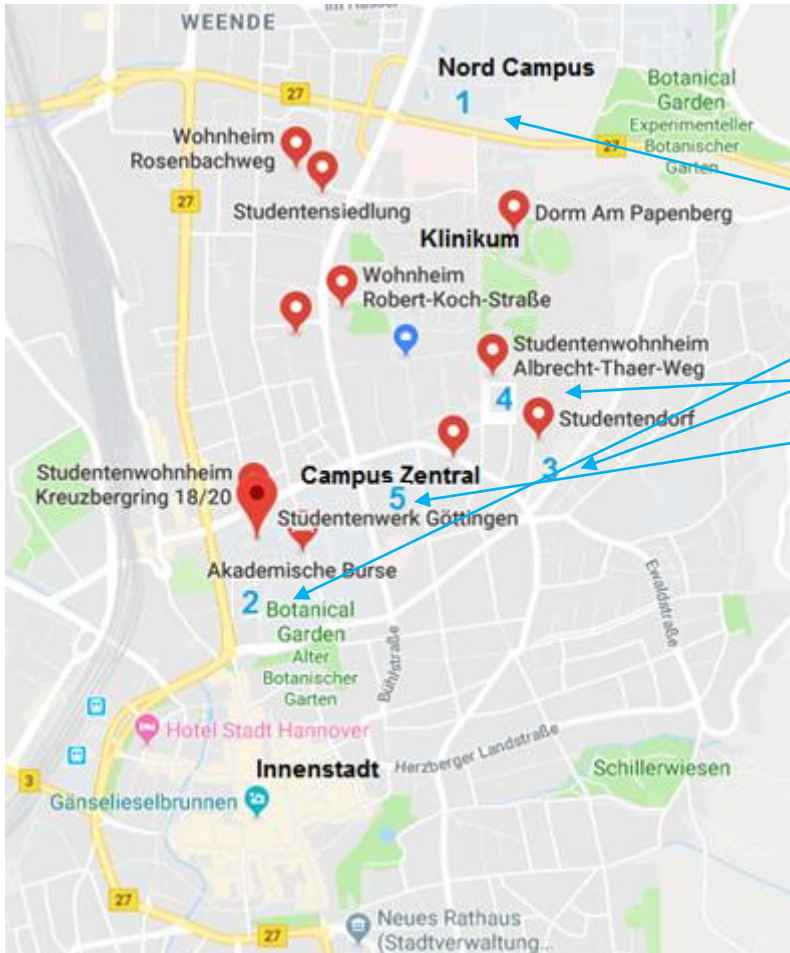 WEENDE
Nord Campus
1
27
Botanical
Garden
Experimenteller
Botanischer
Garten
27
Wohnheim
Rosenbachweg
27
27
Studentensiedlung
Dorm Am Papenberg
Klinikum
Wohnheim
Robert-Koch-Straße
Studentenwohnheim
Albrecht-Thaer-Weg
4
Studentendorf
3
Studentenwohnheim
Kreuzbergring 18/20
Campus Zentral
5
Studentenwerk Göttingen
Akademische Burse
2
Botanical
Garden
Alter
Botanischer
Garten
Ewaldstraße
Bühlstraße
Hotel Stadt Hannover
Innenstadt
Herzberger Landstraße
Schillerwiesen
3
Gänselieselbrunnen
27
27
Neues Rathaus
(Stadtverwaltung...